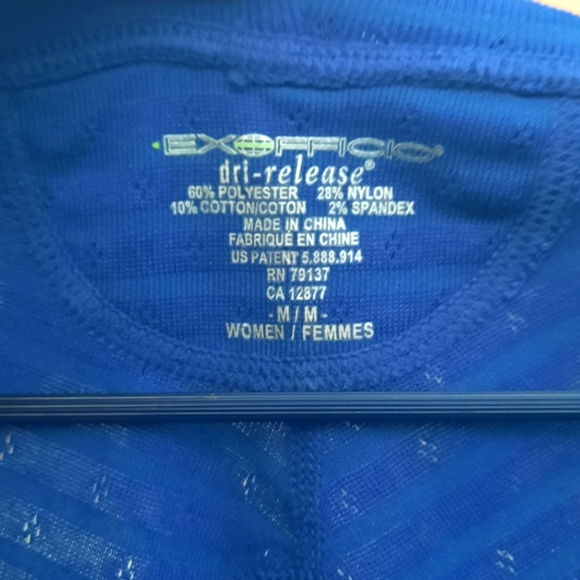 EXOFFICIO®
dri-release®
60% POLYESTER 28% NYLON
10% COTTON/COTON 2% SPANDEX
MADE IN CHINA
FABRIQUÉ EN CHINE
US PATENT 5,888,914
RN 79137
CA 12877
- M / M -
WOMEN / FEMMES